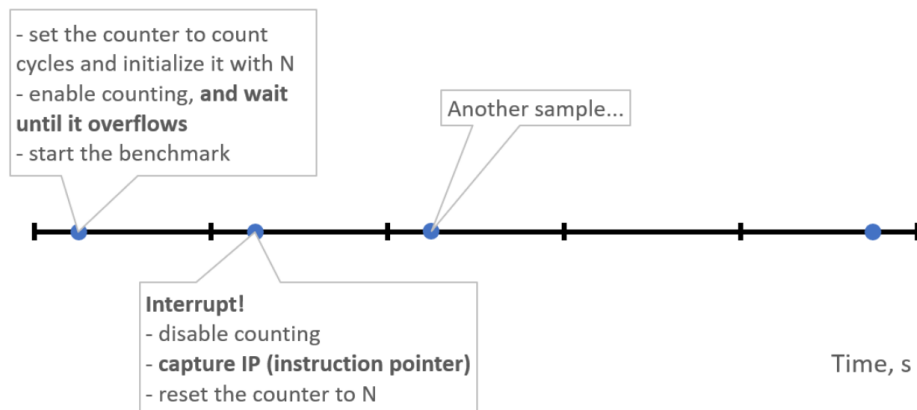 - set the counter to count
cycles and initialize it with N
- enable counting, and wait
until it overflows
- start the benchmark
Another sample...
Interrupt!
- disable counting
- capture IP (instruction pointer)
- reset the counter to N
Time, s